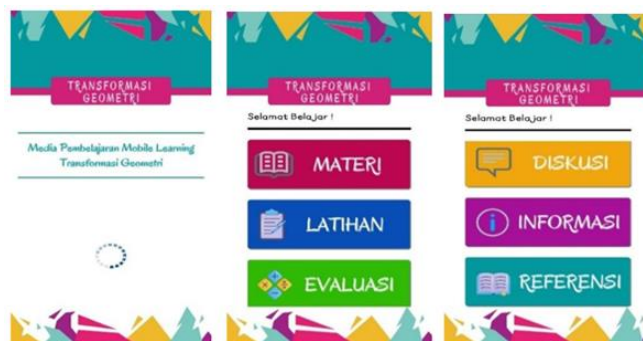 TRANSFORMASI
GEOMETRI
Media Pembelajaran Mobile Learning
Transformasi Geometri
TRANSFORMASI
GEOMETRI
Selamat Belajar !
MATERI
LATIHAN
EVALUASI
TRANSFORMASI
GEOMETRI
Selamat Belajar !
DISKUSI
INFORMASI
REFERENSI